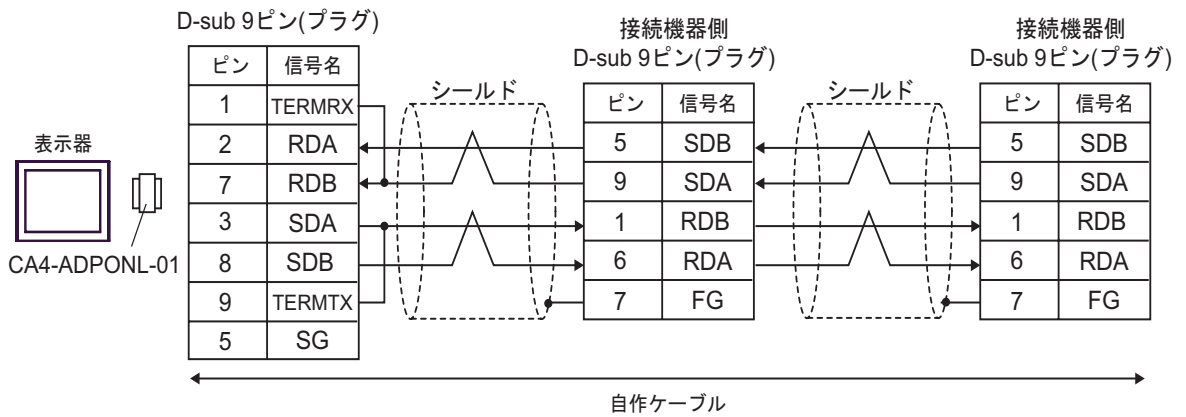 D-sub 9ピン(プラグ)
ピン 信号名
1 TERMRX
2 RDA
7 RDB
3 SDA
8 SDB
9 TERMTX
5 SG
表示器
CA4-ADPONL-01
シールド
接続機器側
D-sub 9ピン(プラグ)
ピン 信号名
5 SDB
9 SDA
1 RDB
6 RDA
7 FG
シールド
接続機器側
D-sub 9ピン(プラグ)
ピン 信号名
5 SDB
9 SDA
1 RDB
6 RDA
7 FG
自作ケーブル